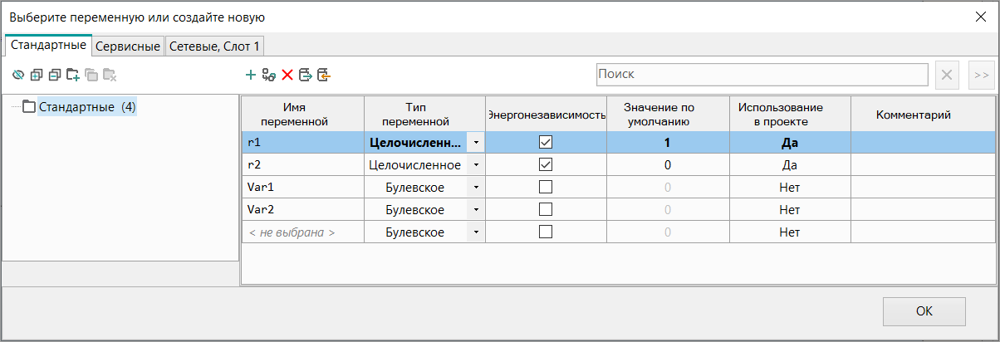 Выберите переменную или создайте новую
Стандартные Сервисные Сетевые, Слот 1
Поиск >>
Стандартные (4)
Имя переменной Тип переменной Энергонезависимость Значение по умолчанию Использование в проекте Комментарий
r1 Целочисленн... 1 Да
r2 Целочисленное 0 Да
Var1 Булевское 0 Нет
Var2 Булевское 0 Нет
< не выбрана > Булевское 0 Нет
ОК